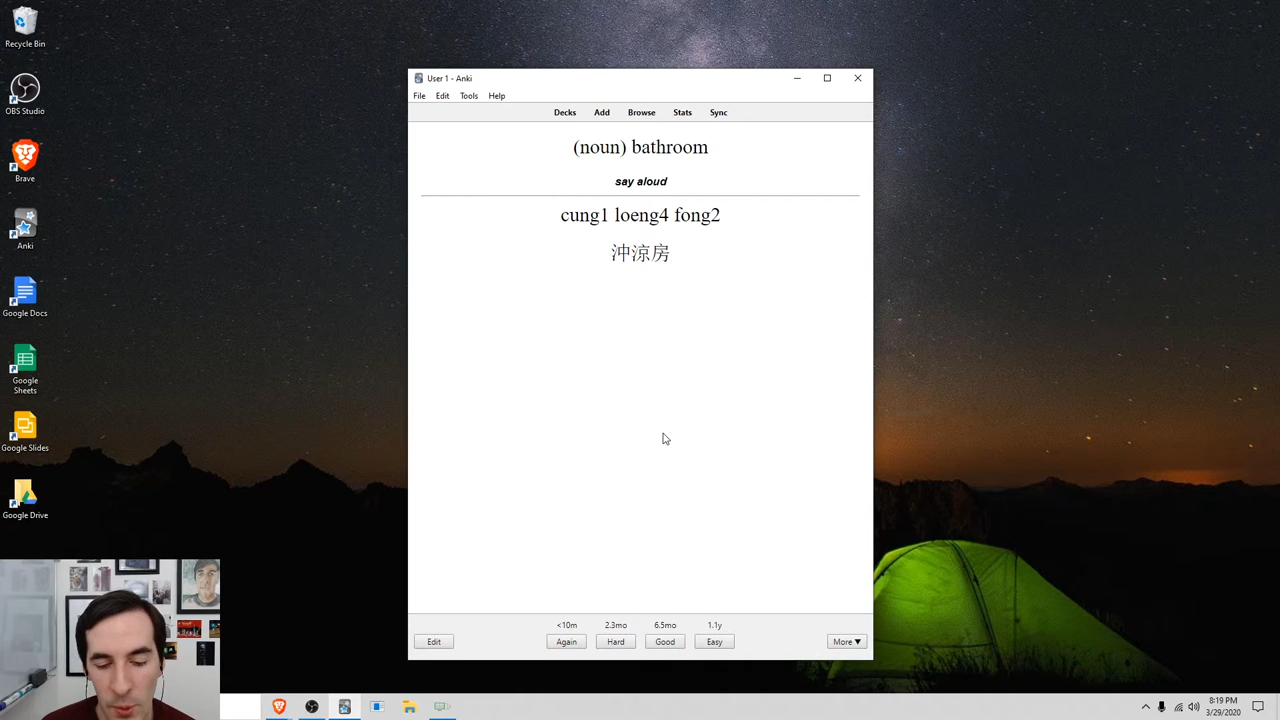 Recycle Bin
OBS Studio
Brave
Anki
Google Docs
Google
Sheets
Google Slides
Google Drive
User 1 - Anki
File Edit Tools Help
Decks Add Browse Stats Sync
(noun) bathroom
say aloud
cung1 loeng4 fong2
沖涼房
<10m 2.3mo 6.5mo 1.1y
Edit Again Hard Good Easy More ▼
8:19 PM
3/29/2020